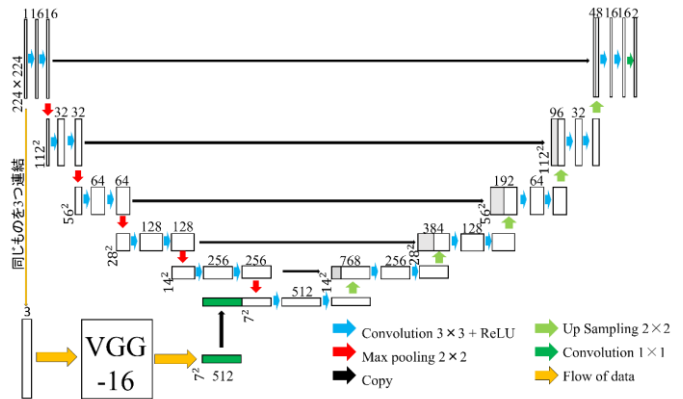 1 16 16
48 16 16 2
224×224
32 32
96 32
112²
112²
同じものを3つ連結
64 64
192 64
56²
56²
128 128
384 128
28²
28²
256 256
768 256
14²
14²
512
7²
3
VGG
-16
7² 512
Convolution 3×3 + ReLU
Max pooling 2×2
Copy
Up Sampling 2×2
Convolution 1×1
Flow of data